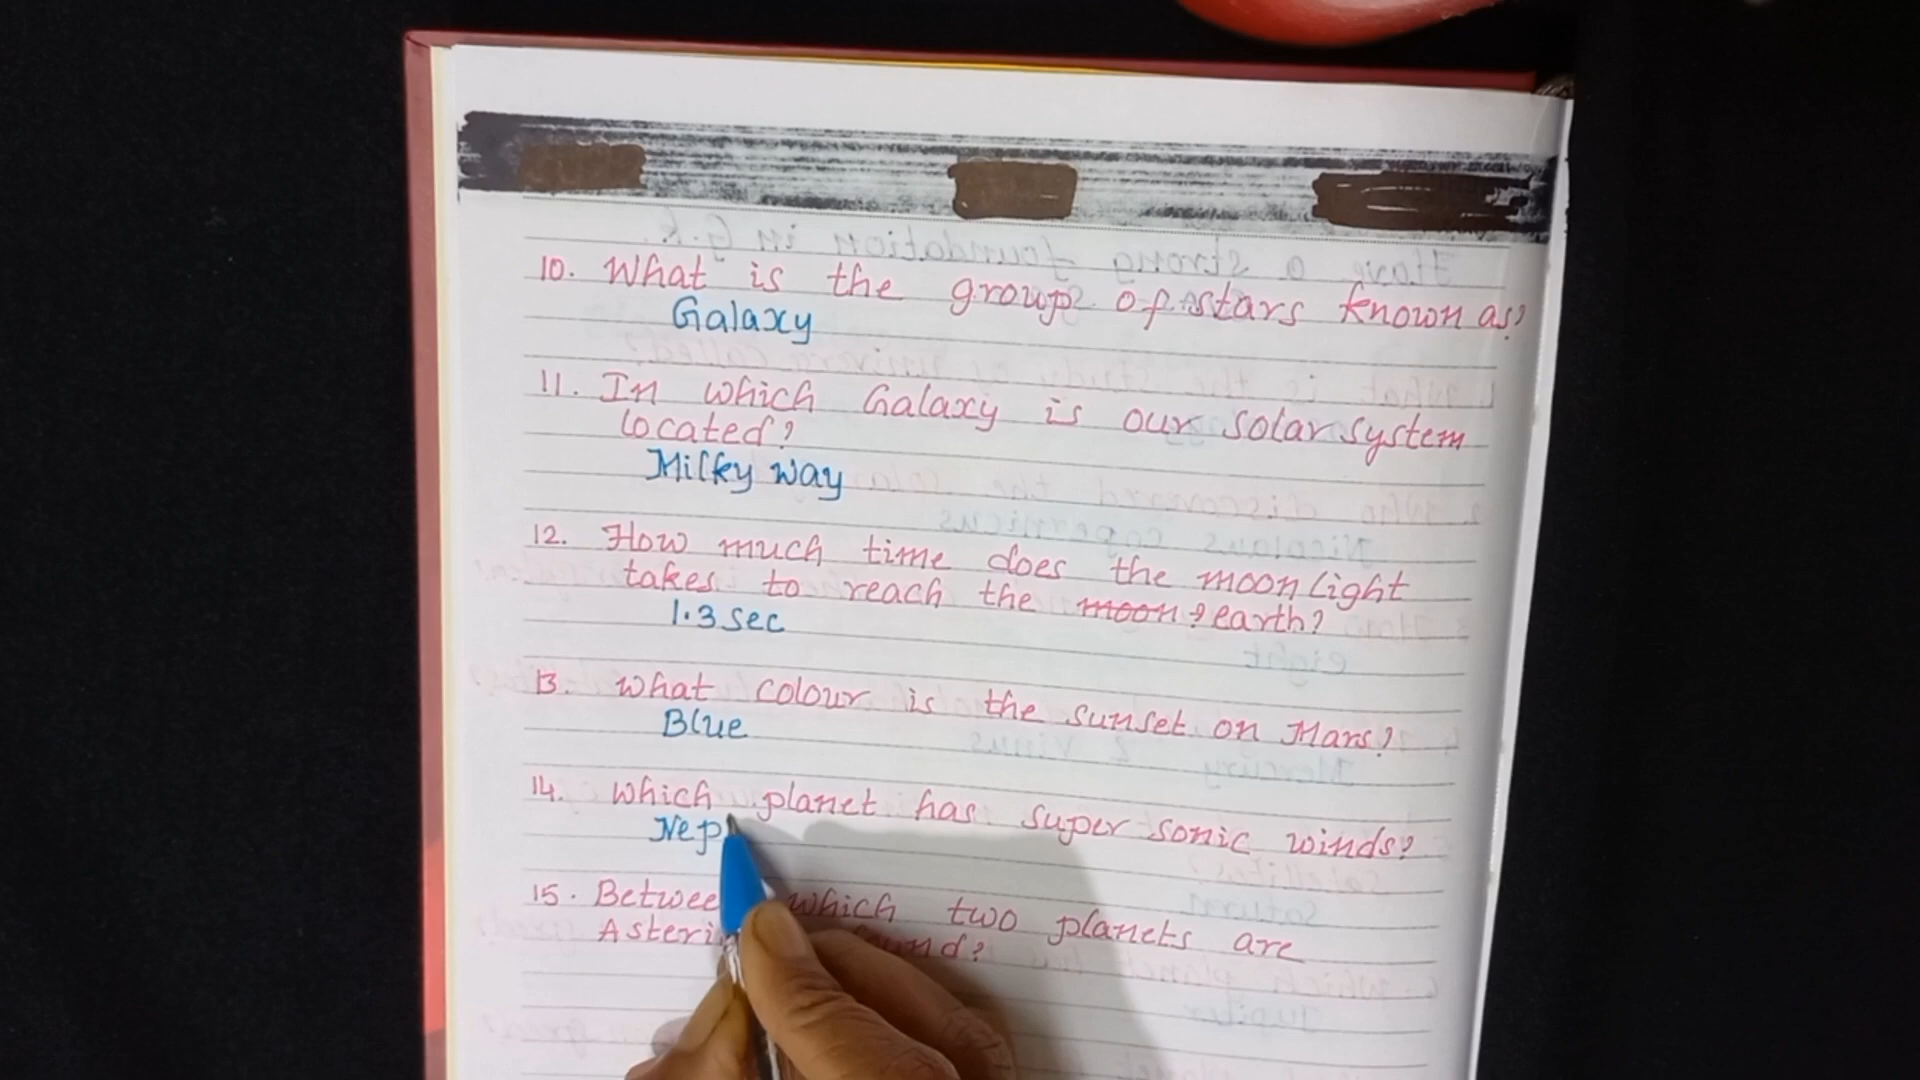 10. What is the group of stars known as?
Galaxy
11. In which Galaxy is our solar system
located?
Milky way
12. How much time does the moon light
takes to reach the moon? earth?
1.3 sec
13. What colour is the sunset on Mars?
Blue
14. Which planet has super sonic winds?
Nep
15. Between which two planets are